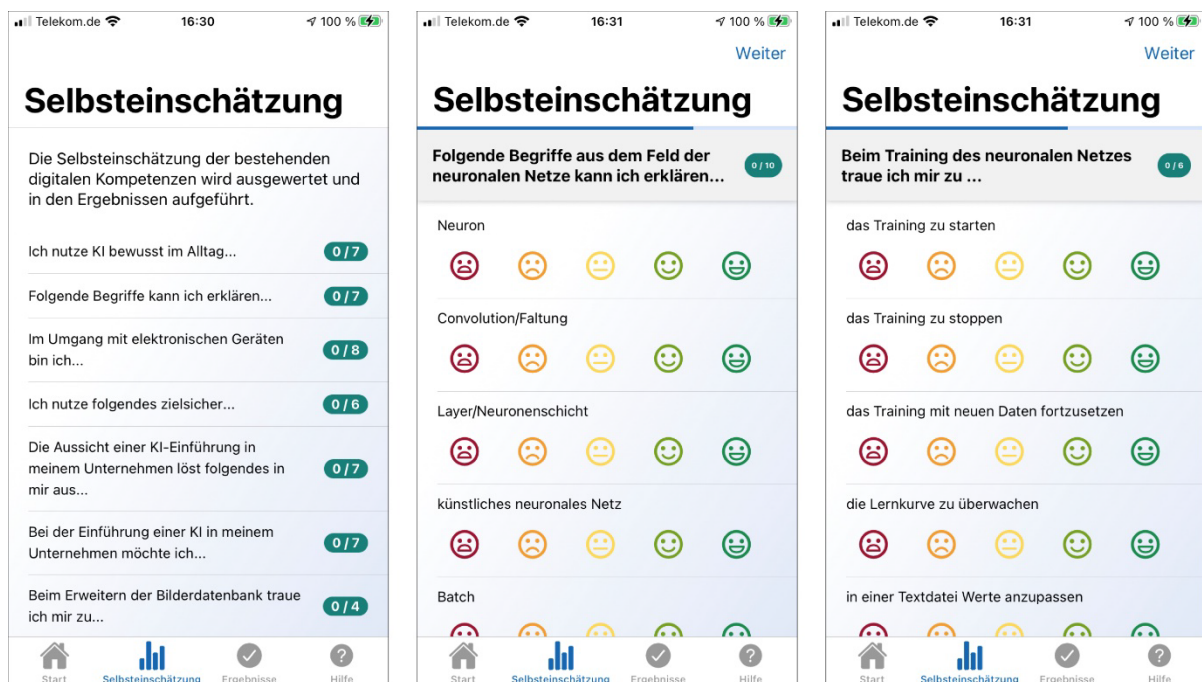 Telekom.de
16:30
100 %
Selbsteinschätzung
Die Selbsteinschätzung der bestehenden
digitalen Kompetenzen wird ausgewertet und
in den Ergebnissen aufgeführt.
Ich nutze KI bewusst im Alltag...
0 / 7
Folgende Begriffe kann ich erklären...
0 / 7
Im Umgang mit elektronischen Geräten
bin ich...
0 / 8
Ich nutze folgendes zielsicher...
0 / 6
Die Aussicht einer KI-Einführung in
meinem Unternehmen löst folgendes in
mir aus...
0 / 7
Bei der Einführung einer KI in meinem
Unternehmen möchte ich...
0 / 7
Beim Erweitern der Bilderdatenbank traue
ich mir zu...
0 / 4
Start
Selbsteinschätzung
Ergebnisse
Hilfe
Telekom.de
16:31
100 %
Weiter
Selbsteinschätzung
Folgende Begriffe aus dem Feld der
neuronalen Netze kann ich erklären...
0 / 10
Neuron
Convolution/Faltung
Layer/Neuronenschicht
künstliches neuronales Netz
Batch
Start
Selbsteinschätzung
Ergebnisse
Hilfe
Telekom.de
16:31
100 %
Weiter
Selbsteinschätzung
Beim Training des neuronalen Netzes
traue ich mir zu ...
0 / 6
das Training zu starten
das Training zu stoppen
das Training mit neuen Daten fortzusetzen
die Lernkurve zu überwachen
in einer Textdatei Werte anzupassen
Start
Selbsteinschätzung
Ergebnisse
Hilfe